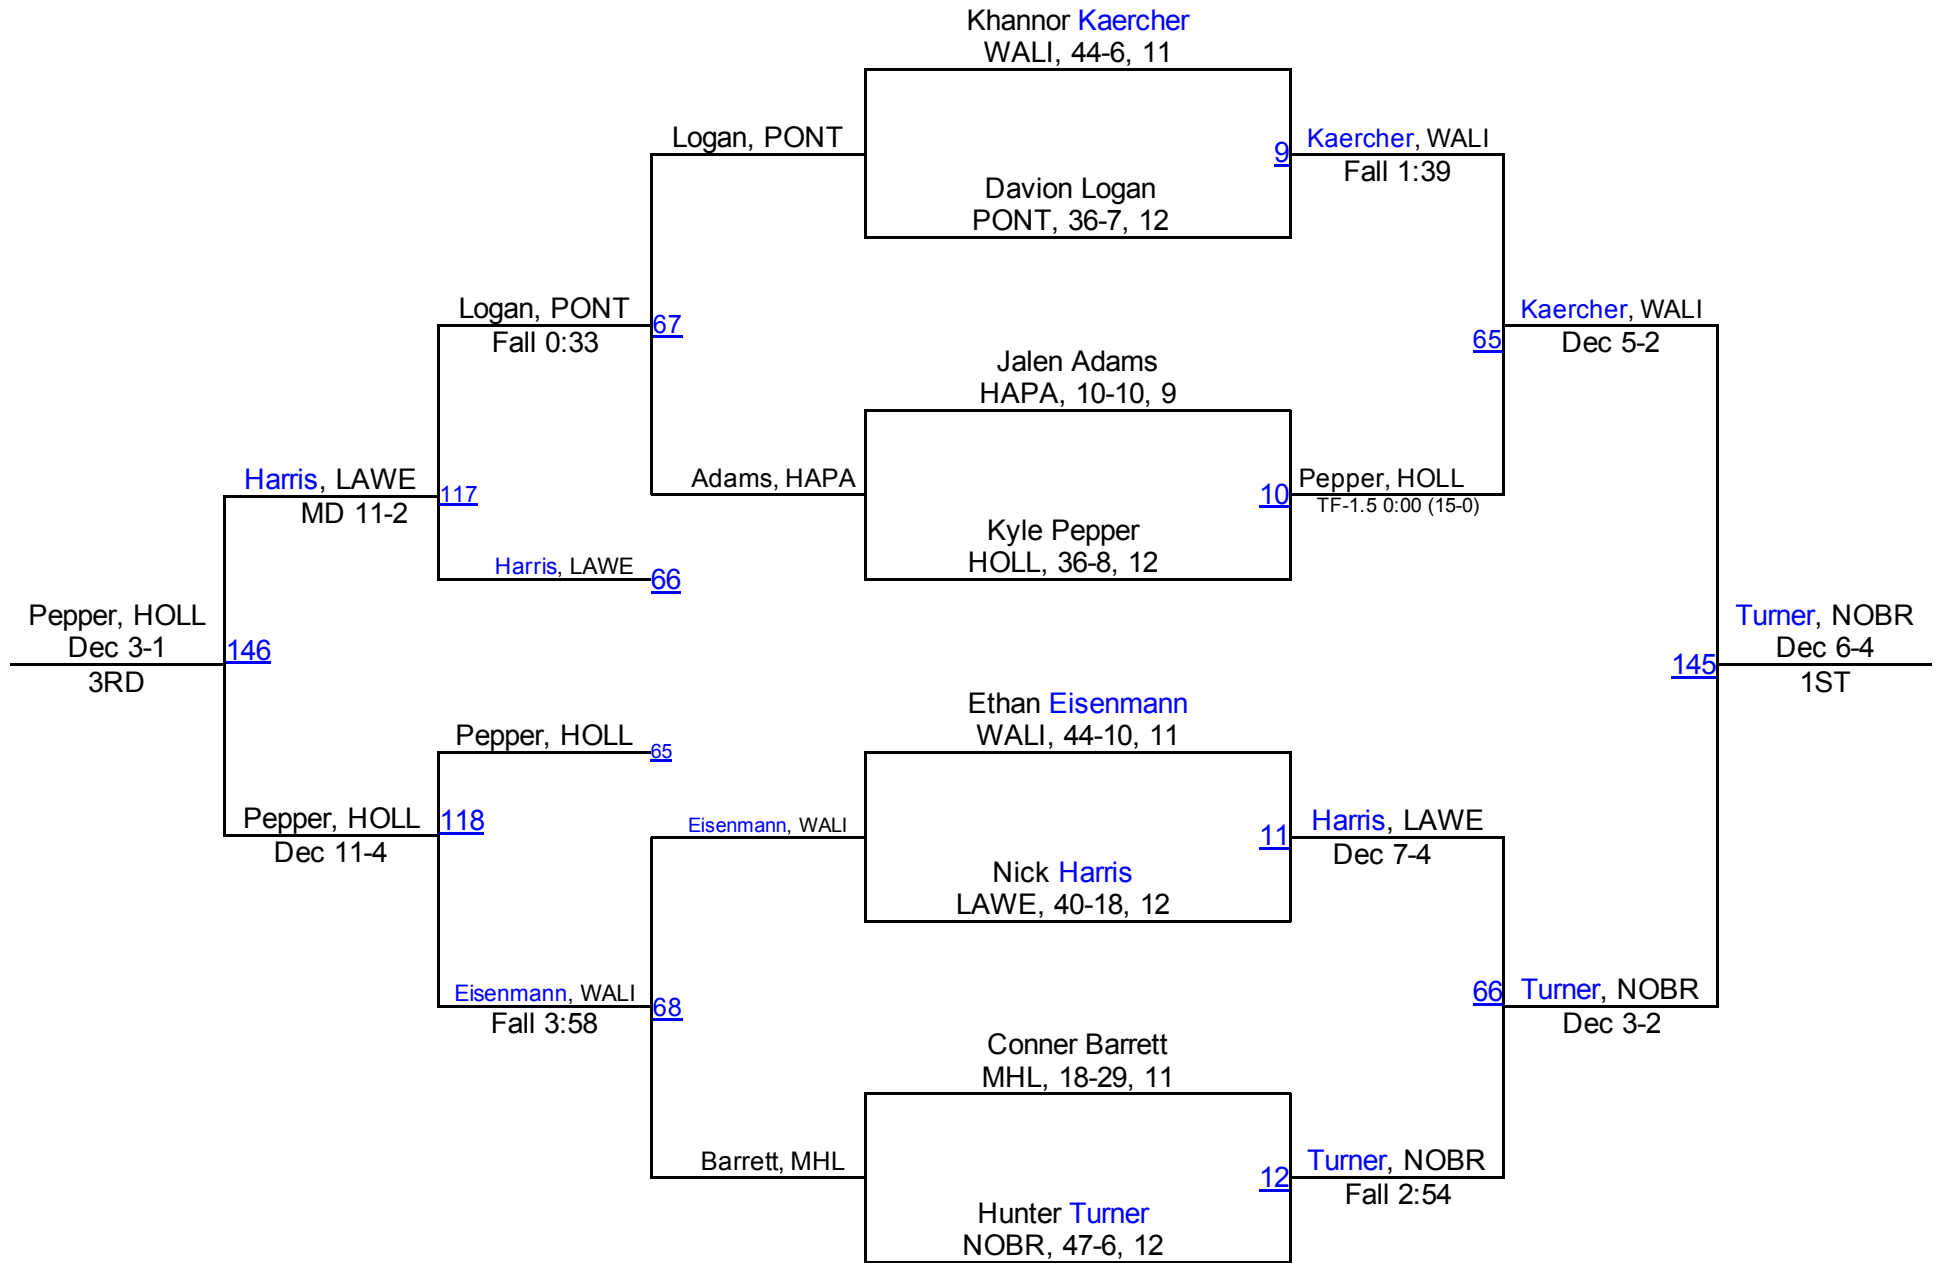 Khannor Kaercher
WALI, 44-6, 11
Logan, PONT
9
Kaercher, WALI
Fall 1:39
Davion Logan
PONT, 36-7, 12
Logan, PONT
Fall 0:33
67
Kaercher, WALI
Dec 5-2
65
Jalen Adams
HAPA, 10-10, 9
Harris, LAWE
MD 11-2
117
Adams, HAPA
10
Pepper, HOLL
TF-1.5 0:00 (15-0)
Kyle Pepper
HOLL, 36-8, 12
Harris, LAWE
66
Pepper, HOLL
Dec 3-1
3RD
146
Turner, NOBR
Dec 6-4
1ST
145
Ethan Eisenmann
WALI, 44-10, 11
Pepper, HOLL
65
Pepper, HOLL
Dec 11-4
118
Eisenmann, WALI
11
Harris, LAWE
Dec 7-4
Nick Harris
LAWE, 40-18, 12
Eisenmann, WALI
Fall 3:58
68
66
Turner, NOBR
Dec 3-2
Conner Barrett
MHL, 18-29, 11
Barrett, MHL
12
Turner, NOBR
Fall 2:54
Hunter Turner
NOBR, 47-6, 12